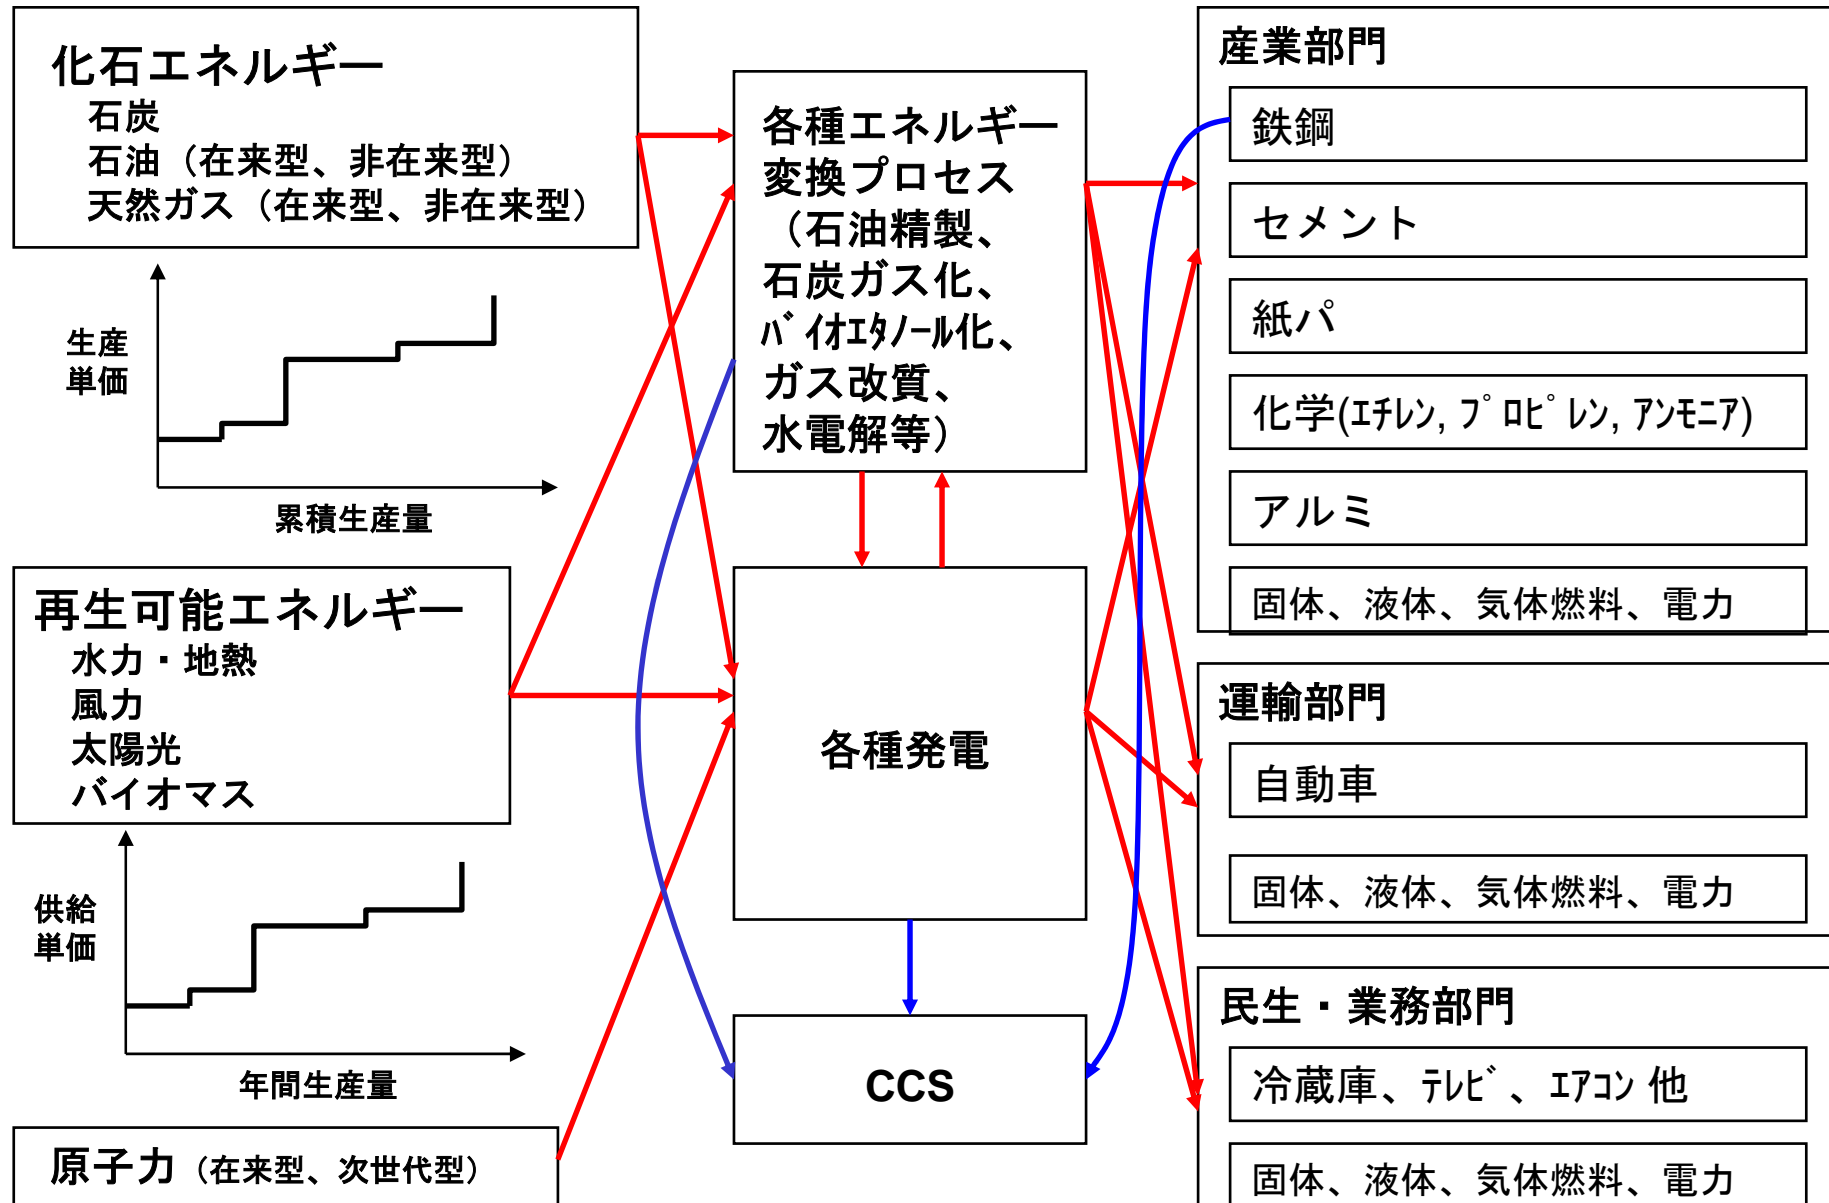 化石エネルギー
石炭
石油（在来型、非在来型）
天然ガス（在来型、非在来型）
生産
単価
累積生産量
再生可能エネルギー
水力・地熱
風力
太陽光
バイオマス
供給
単価
年間生産量
原子力（在来型、次世代型）
各種エネルギー
変換プロセス
（石油精製、
石炭ガス化、
ﾊﾞｲｵｴﾀﾉｰﾙ化、
ガス改質、
水電解等）
各種発電
CCS
産業部門
鉄鋼
セメント
紙パ
化学(ｴﾁﾚﾝ, ﾌﾟﾛﾋﾟﾚﾝ, ｱﾝﾓﾆｱ)
アルミ
固体、液体、気体燃料、電力
運輸部門
自動車
固体、液体、気体燃料、電力
民生・業務部門
冷蔵庫、ﾃﾚﾋﾞ、ｴｱｺﾝ 他
固体、液体、気体燃料、電力